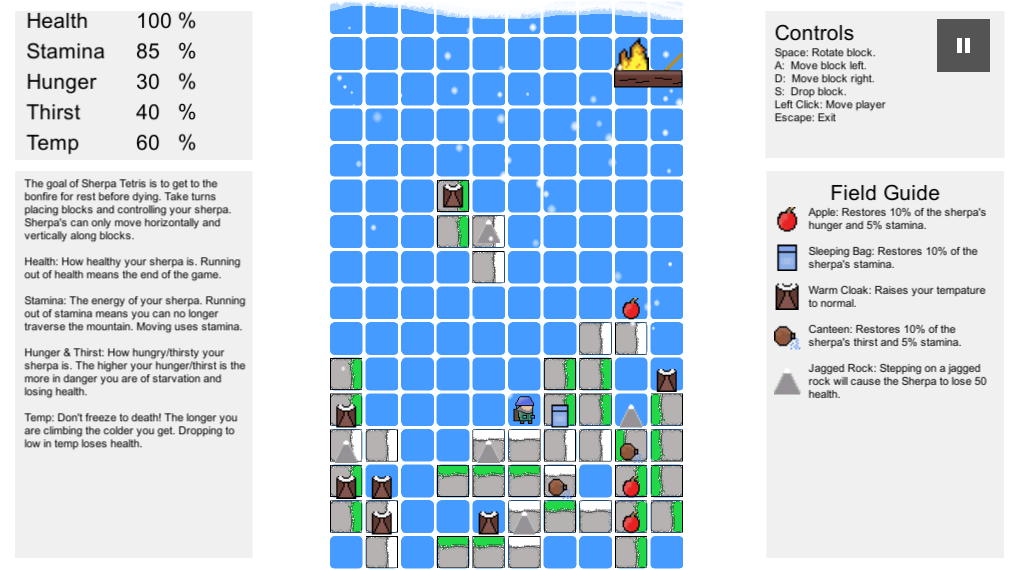 Health 100 %
Stamina 85 %
Hunger 30 %
Thirst 40 %
Temp 60 %
The goal of Sherpa Tetris is to get to the
bonfire for rest before dying. Take turns
placing blocks and controlling your sherpa.
Sherpa's can only move horizontally and
vertically along blocks.
Health: How healthy your sherpa is. Running
out of health means the end of the game.
Stamina: The energy of your sherpa. Running
out of stamina means you can no longer
traverse the mountain. Moving uses stamina.
Hunger & Thirst: How hungry/thirsty your
sherpa is. The higher your hunger/thirst is the
more in danger you are of starvation and
losing health.
Temp: Don't freeze to death! The longer you
are climbing the colder you get. Dropping to
low in temp loses health.
Controls
Space: Rotate block.
A: Move block left.
D: Move block right.
S: Drop block.
Left Click: Move player
Escape: Exit
Field Guide
Apple: Restores 10% of the sherpa's
hunger and 5% stamina.
Sleeping Bag: Restores 10% of the
sherpa's stamina.
Warm Cloak: Raises your tempature
to normal.
Canteen: Restores 10% of the
sherpa's thirst and 5% stamina.
Jagged Rock: Stepping on a jagged
rock will cause the Sherpa to lose 50
health.